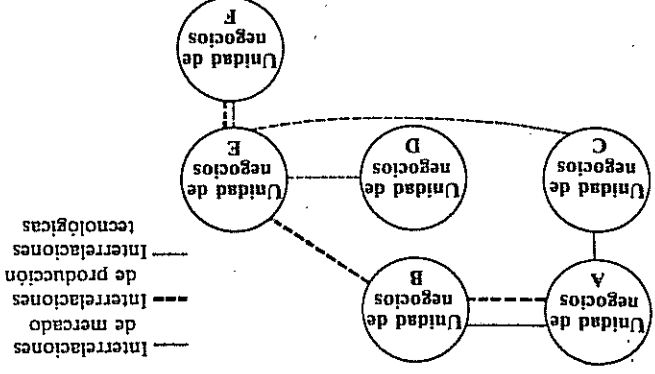 Unidad de
negocios
A
Unidad de
negocios
B
Interrelaciones
de mercado
Interrelaciones
de producción
Interrelaciones
tecnológicas
Unidad de
negocios
C
Unidad de
negocios
D
Unidad de
negocios
E
Unidad de
negocios
F